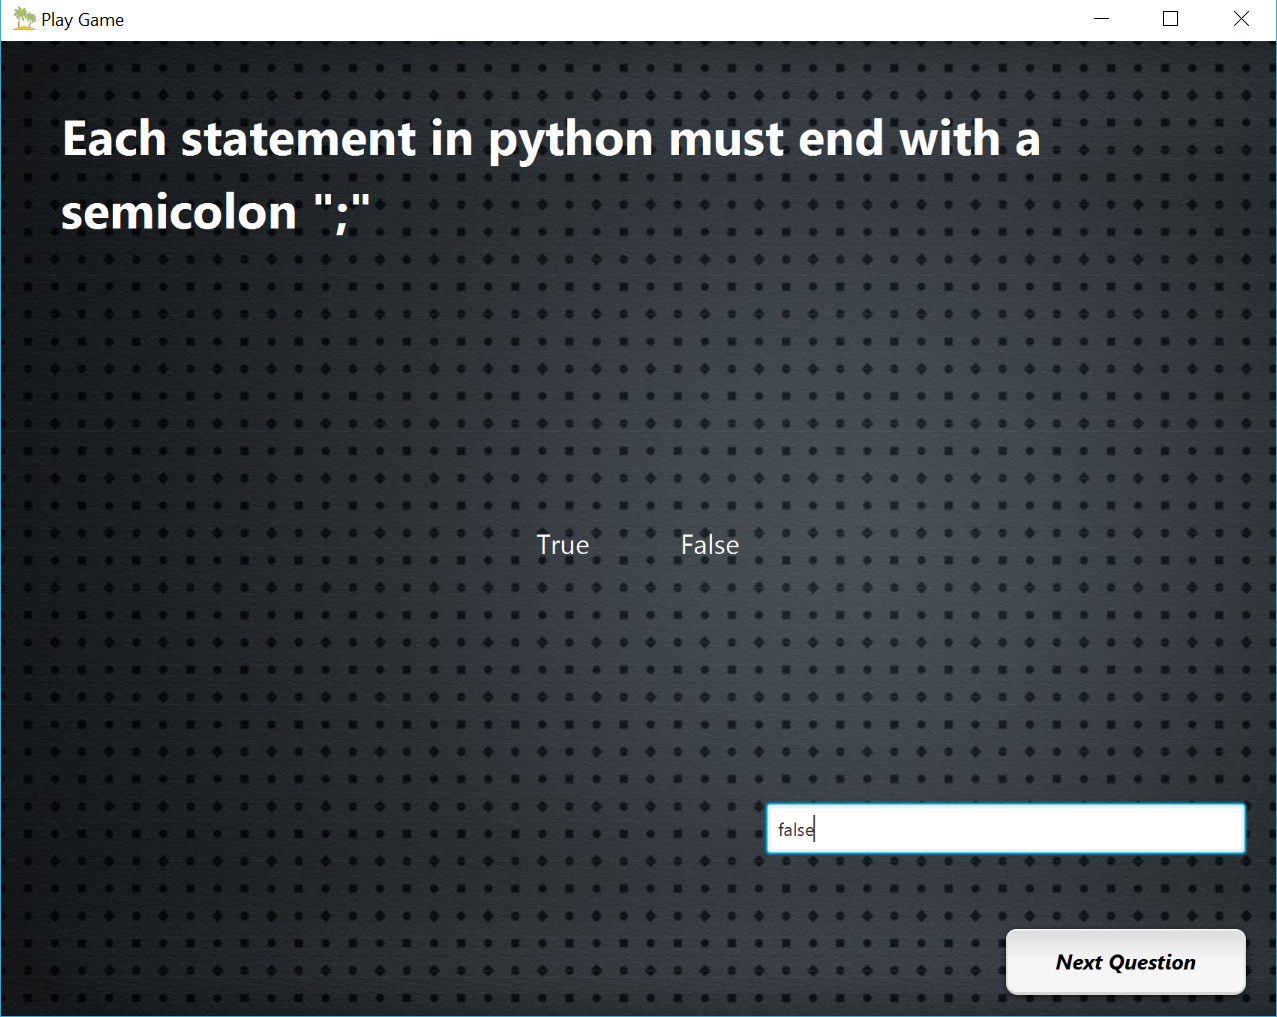 Play Game
Each statement in python must end with a
semicolon ";"
True False
false
Next Question